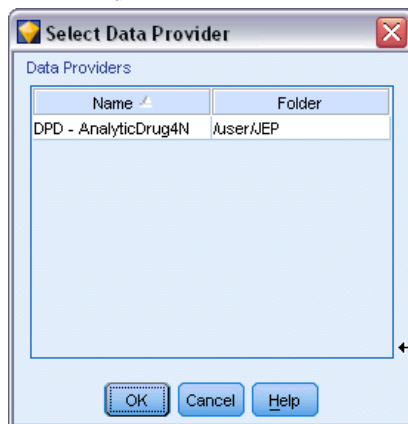 Select Data Provider
Data Providers
Name Folder
DPD - AnalyticDrug4N /user/JEP
OK Cancel Help